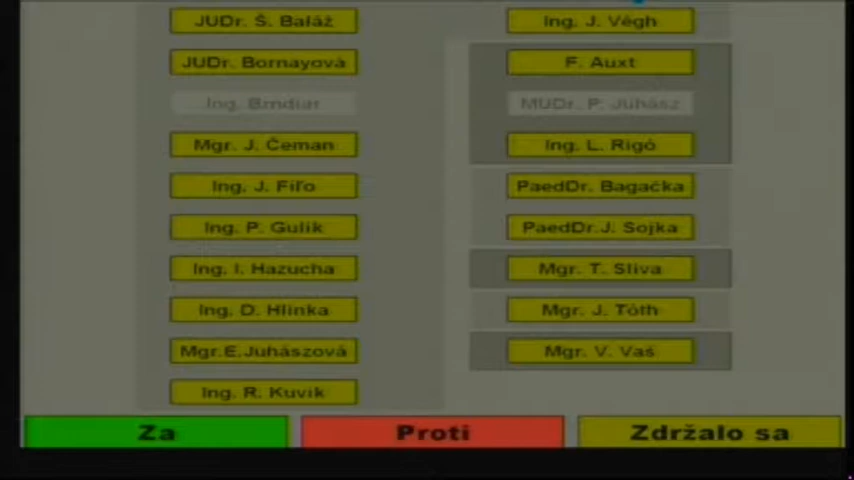 JUDr. Š. Baláž
JUDr. Bornayová
Ing. Brndiar
Mgr. J. Čeman
Ing. J. Fiľo
Ing. P. Gulik
Ing. I. Hazucha
Ing. D. Hlinka
Mgr.E.Juhászová
Ing. R. Kuvik
Ing. J. Végh
F. Auxt
MUDr. P. Juhász
Ing. L. Rigó
PaedDr. Bagačka
PaedDr.J. Sojka
Mgr. T. Sliva
Mgr. J. Tóth
Mgr. V. Vaš
Za
Proti
Zdržalo sa